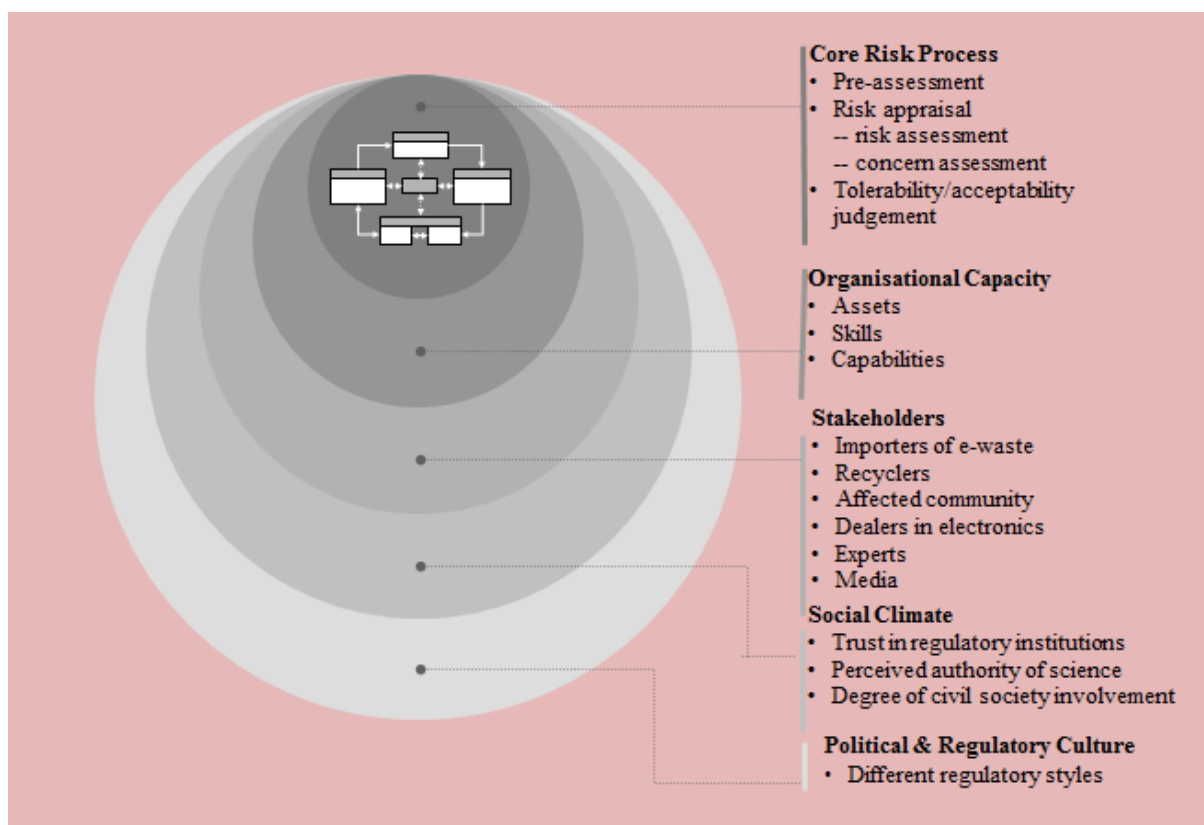 Core Risk Process
• Pre-assessment
• Risk appraisal
-- risk assessment
-- concern assessment
• Tolerability/acceptability
judgement
Organisational Capacity
• Assets
• Skills
• Capabilities
Stakeholders
• Importers of e-waste
• Recyclers
• Affected community
• Dealers in electronics
• Experts
• Media
Social Climate
• Trust in regulatory institutions
• Perceived authority of science
• Degree of civil society involvement
Political & Regulatory Culture
• Different regulatory styles